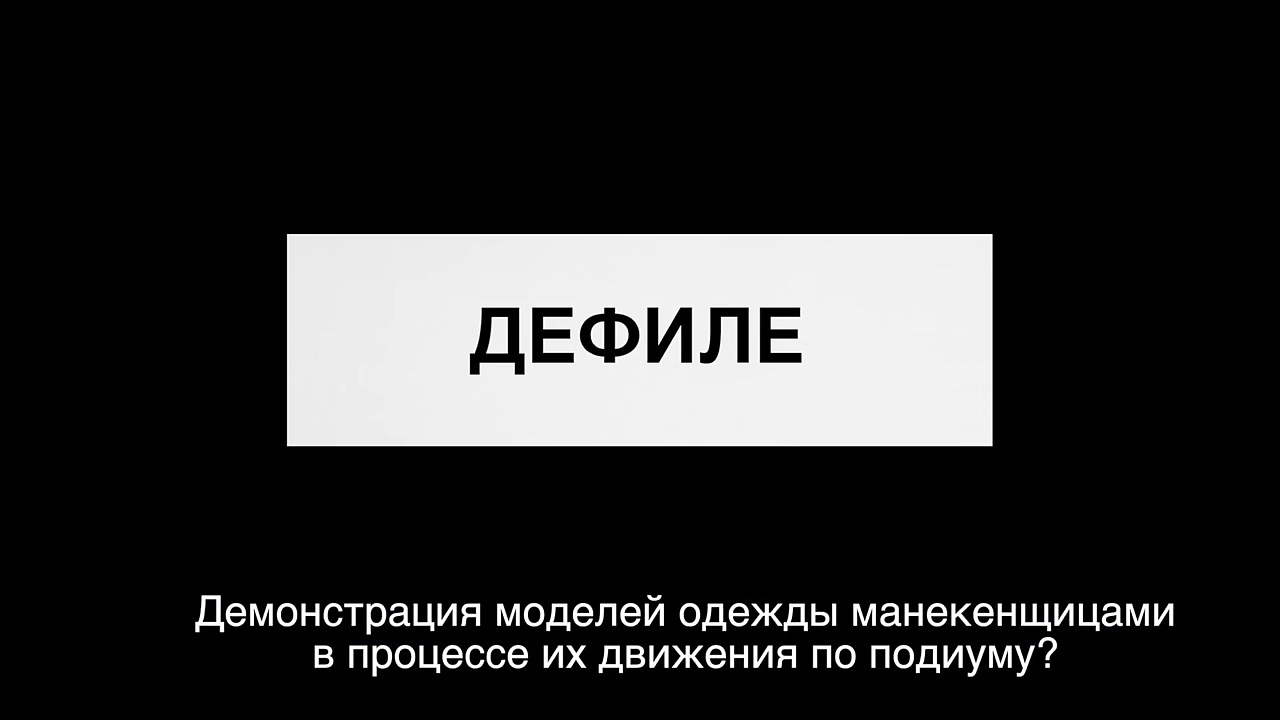 ДЕФИЛЕ
Демонстрация моделей одежды манекенщицами
в процессе их движения по подиуму?